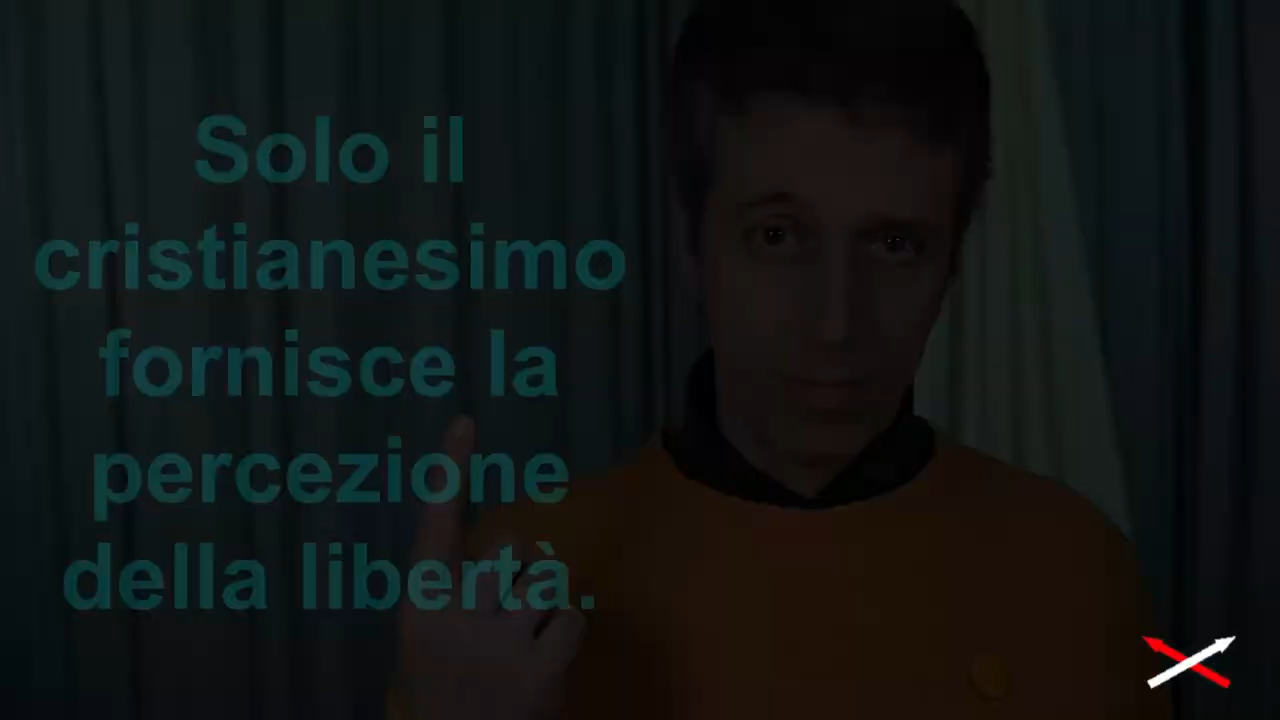 Solo il
cristianesimo
fornisce la
percezione
della libertà.